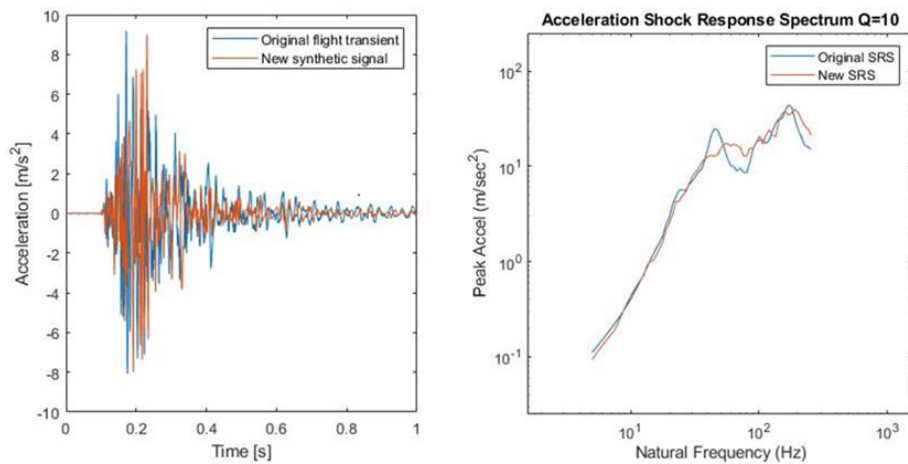 10
8
6
4
2
0
-2
-4
-6
-8
-10
Acceleration [m/s²]
Original flight transient
New synthetic signal
0
0.2
0.4
0.6
0.8
1
Time [s]
Acceleration Shock Response Spectrum Q=10
Original SRS
New SRS
10²
10¹
10⁰
10⁻¹
Peak Accel (m/sec²)
10¹
10²
10³
Natural Frequency (Hz)